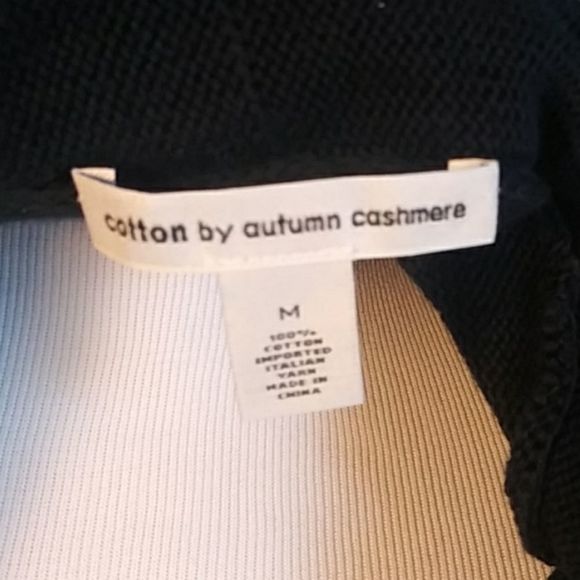 cotton by autumn cashmere
M
100%
COTTON
IMPORTED
ITALIAN
YARN
MADE IN
CHINA